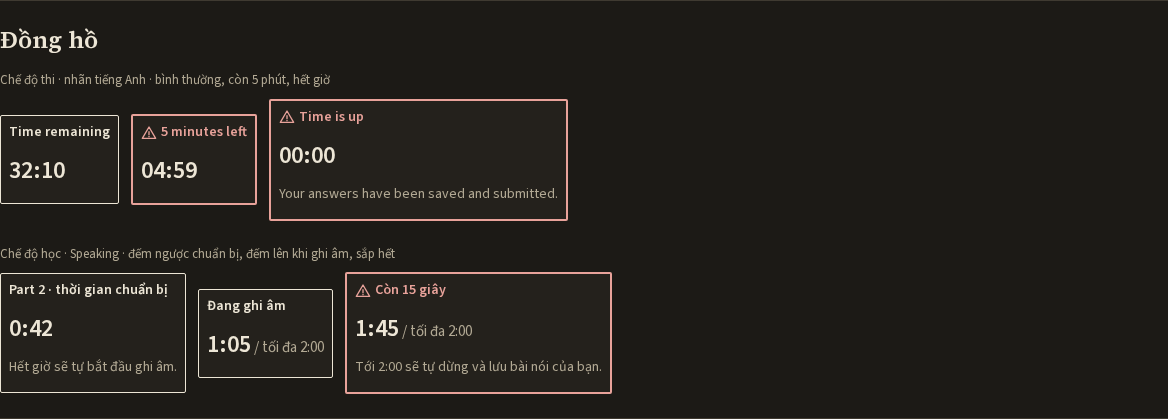 Đồng hồ
Chế độ thi · nhãn tiếng Anh · bình thường, còn 5 phút, hết giờ
Time remaining
32:10
5 minutes left
04:59
Time is up
00:00
Your answers have been saved and submitted.
Chế độ học · Speaking · đếm ngược chuẩn bị, đếm lên khi ghi âm, sắp hết
Part 2 · thời gian chuẩn bị
0:42
Hết giờ sẽ tự bắt đầu ghi âm.
Đang ghi âm
1:05 / tối đa 2:00
Còn 15 giây
1:45 / tối đa 2:00
Tới 2:00 sẽ tự dừng và lưu bài nói của bạn.